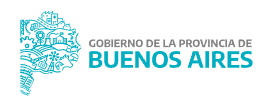 GOBIERNO DE LA PROVINCIA DE
BUENOS AIRES